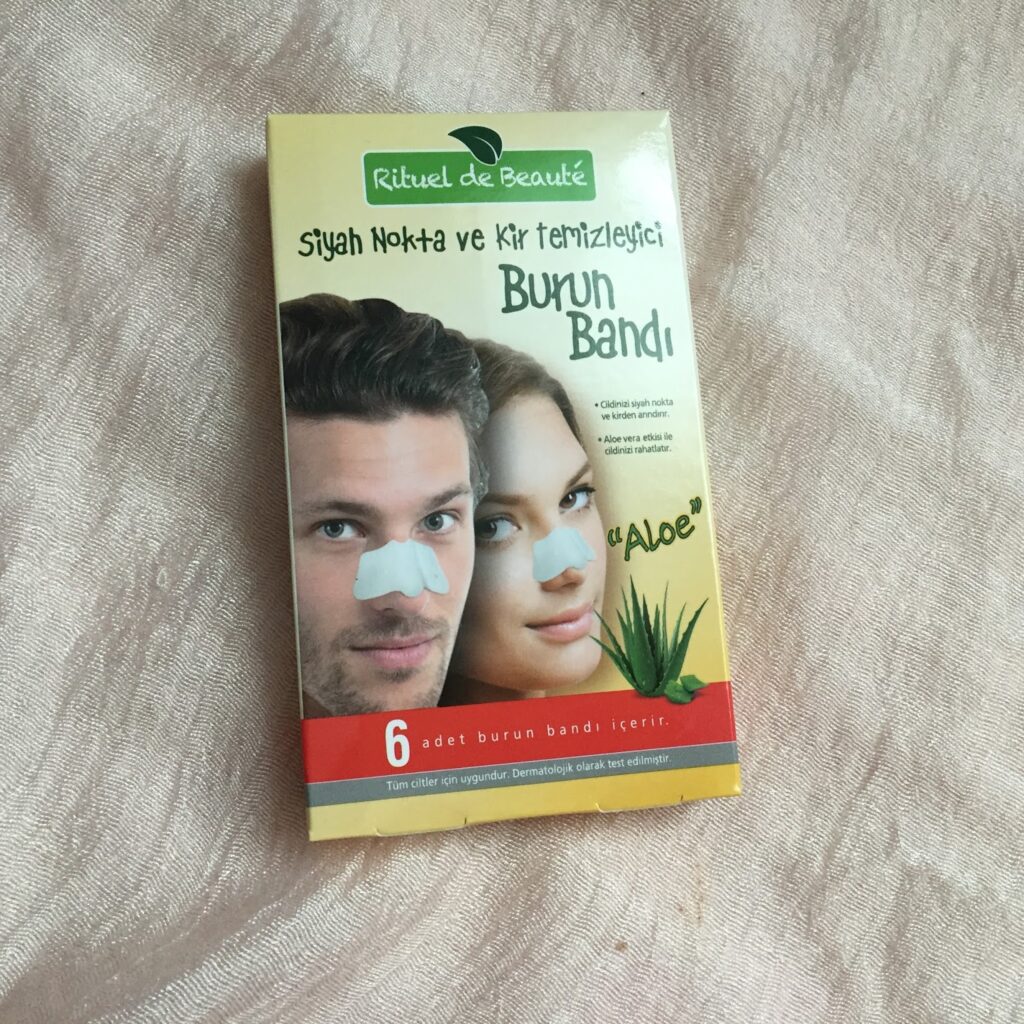 Rituel de Beauté
Siyah Nokta ve Kir Temizleyici
Burun
Bandı
• Cildinizi siyah nokta
ve kirden arındırır.
• Aloe vera etkisi ile
cildinizi rahatlatır.
“Aloe”
6 adet burun bandı içerir.
Tüm ciltler için uygundur. Dermatolojik olarak test edilmiştir.